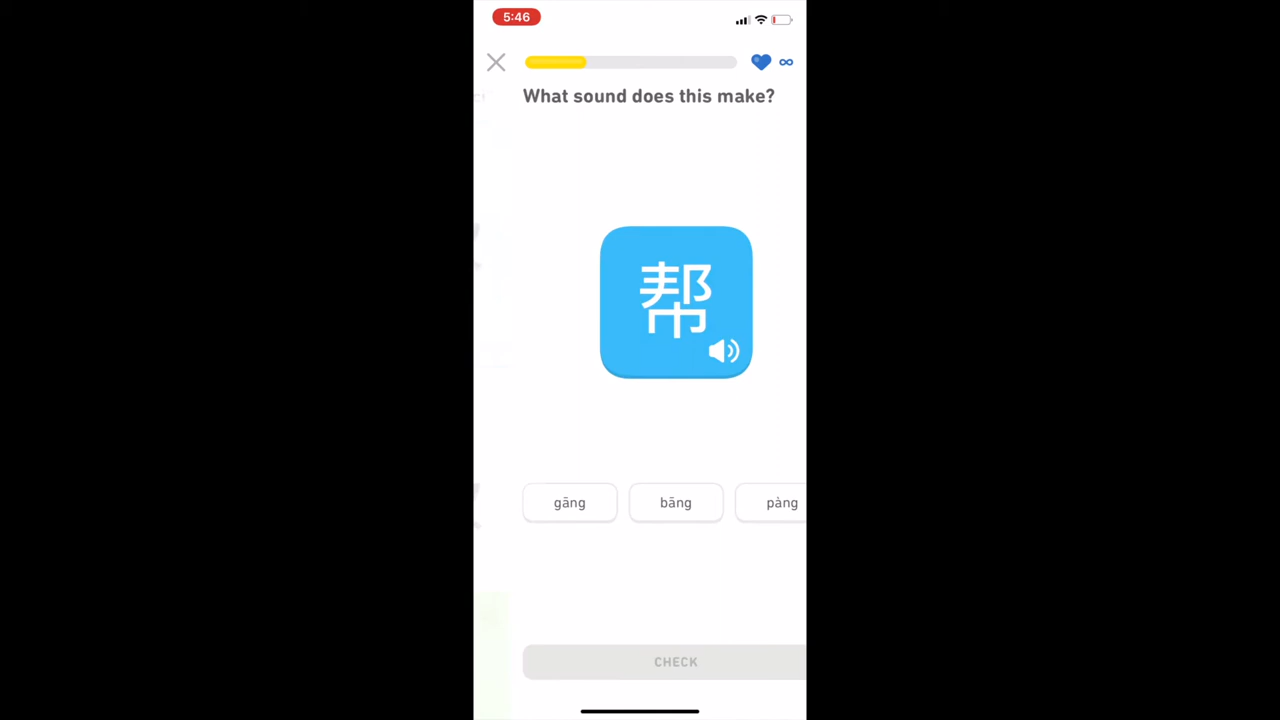 5:46
∞
What sound does this make?
帮
gāng bāng pàng
CHECK